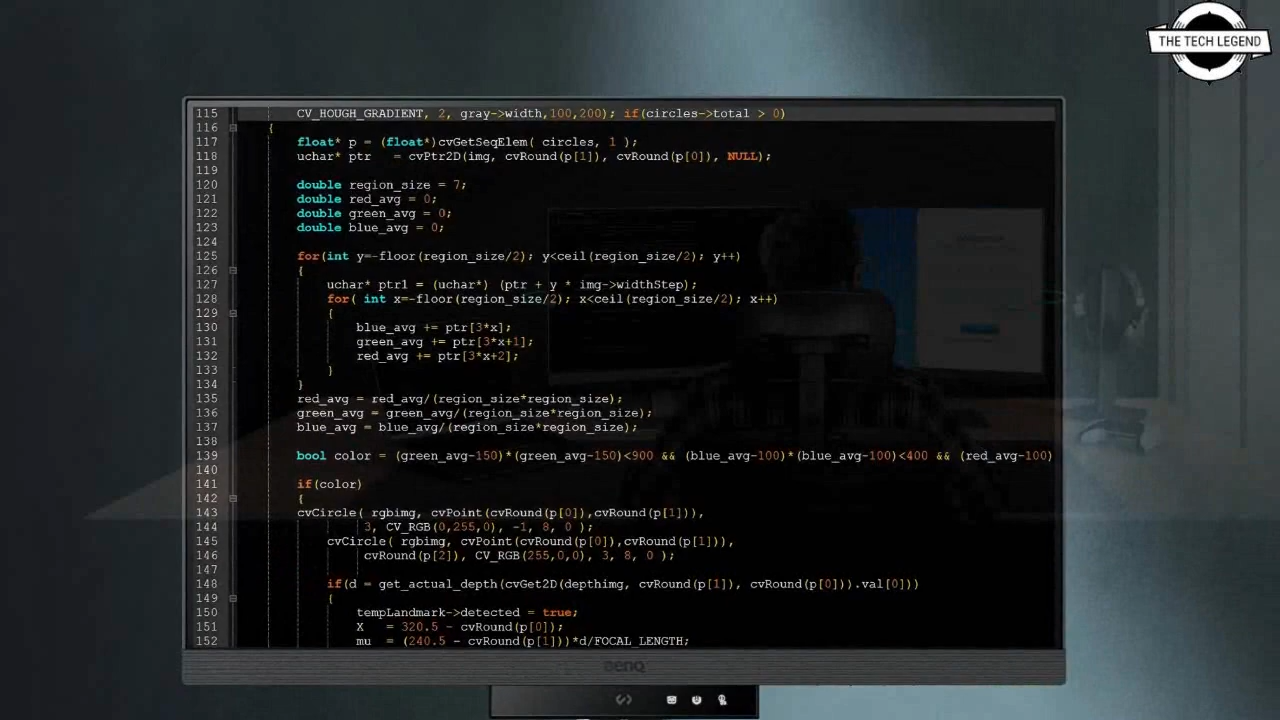 THE TECH LEGEND
115 CV_HOUGH_GRADIENT, 2, gray->width,100,200); if(circles->total > 0)
116 {
117 float* p = (float*)cvGetSeqElem( circles, 1 );
118 uchar* ptr = cvPtr2D(img, cvRound(p[1]), cvRound(p[0]), NULL);
119
120 double region_size = 7;
121 double red_avg = 0;
122 double green_avg = 0;
123 double blue_avg = 0;
124
125 for(int y=-floor(region_size/2); y<ceil(region_size/2); y++)
126 {
127 uchar* ptr1 = (uchar*) (ptr + y * img->widthStep);
128 for( int x=-floor(region_size/2); x<ceil(region_size/2); x++)
129 {
130 blue_avg += ptr[3*x];
131 green_avg += ptr[3*x+1];
132 red_avg += ptr[3*x+2];
133 }
134 }
135 red_avg = red_avg/(region_size*region_size);
136 green_avg = green_avg/(region_size*region_size);
137 blue_avg = blue_avg/(region_size*region_size);
138
139 bool color = (green_avg-150)*(green_avg-150)<900 && (blue_avg-100)*(blue_avg-100)<400 && (red_avg-100)
140
141 if(color)
142 {
143 cvCircle( rgbimg, cvPoint(cvRound(p[0]),cvRound(p[1])),
144 3, CV_RGB(0,255,0), -1, 8, 0 );
145 cvCircle( rgbimg, cvPoint(cvRound(p[0]),cvRound(p[1])),
146 cvRound(p[2]), CV_RGB(255,0,0), 3, 8, 0 );
147
148 if(d = get_actual_depth(cvGet2D(depthimg, cvRound(p[1]), cvRound(p[0])).val[0]))
149 {
150 tempLandmark->detected = true;
151 X = 320.5 - cvRound(p[0]);
152 mu = (240.5 - cvRound(p[1]))*d/FOCAL_LENGTH;
BenQ